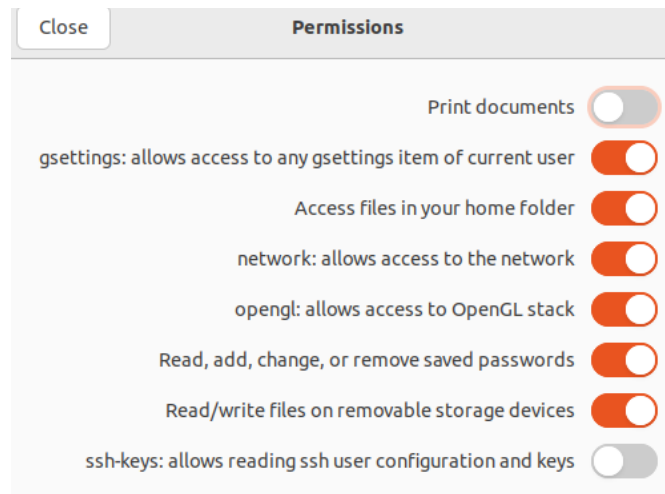 Close
Permissions
Print documents
gsettings: allows access to any gsettings item of current user
Access files in your home folder
network: allows access to the network
opengl: allows access to OpenGL stack
Read, add, change, or remove saved passwords
Read/write files on removable storage devices
ssh-keys: allows reading ssh user configuration and keys